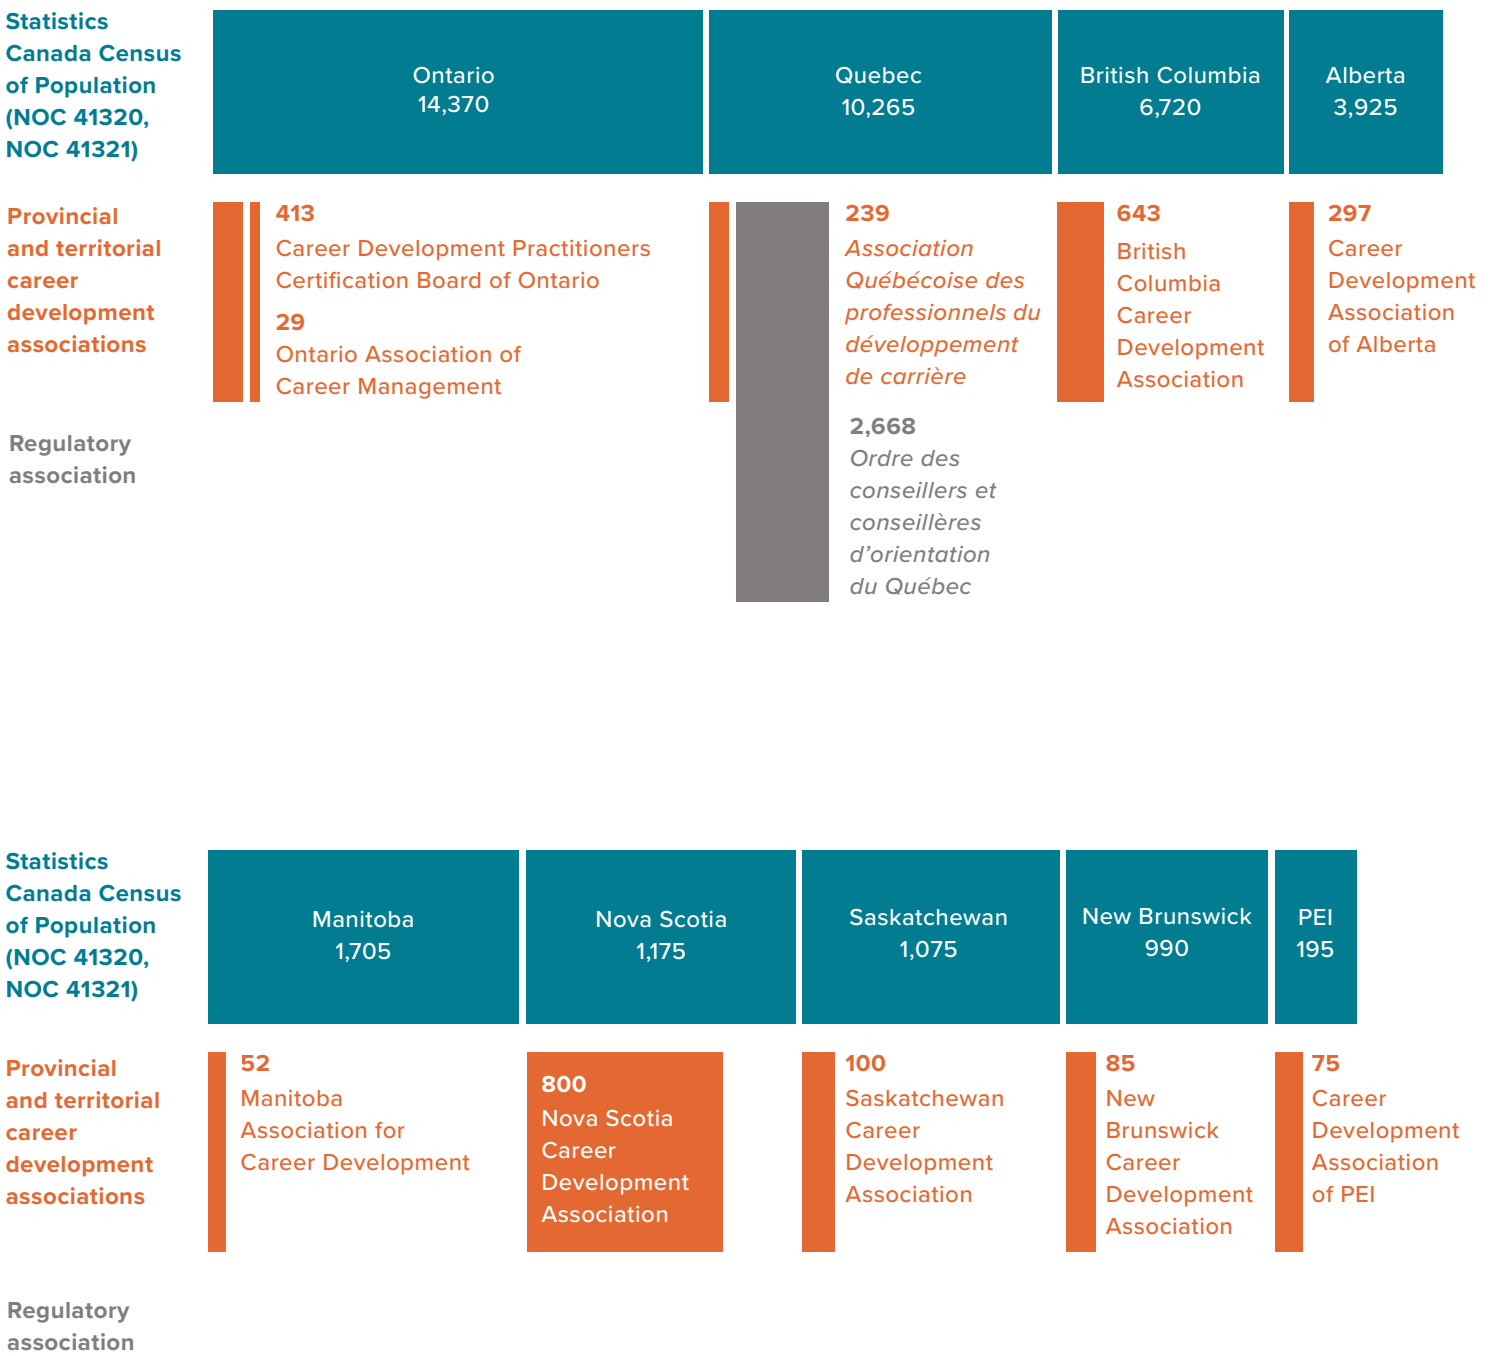 Statistics
Canada Census
of Population
(NOC 41320,
NOC 41321)
Ontario
14,370
Quebec
10,265
British Columbia
6,720
Alberta
3,925
Provincial
and territorial
career
development
associations
413
Career Development Practitioners
Certification Board of Ontario
29
Ontario Association of
Career Management
239
Association
Québécoise des
professionnels du
développement
de carrière
643
British
Columbia
Career
Development
Association
297
Career
Development
Association
of Alberta
Regulatory
association
2,668
Ordre des
conseillers et
conseillères
d’orientation
du Québec
Statistics
Canada Census
of Population
(NOC 41320,
NOC 41321)
Manitoba
1,705
Nova Scotia
1,175
Saskatchewan
1,075
New Brunswick
990
PEI
195
Provincial
and territorial
career
development
associations
52
Manitoba
Association for
Career Development
800
Nova Scotia
Career
Development
Association
100
Saskatchewan
Career
Development
Association
85
New
Brunswick
Career
Development
Association
75
Career
Development
Association
of PEI
Regulatory
association